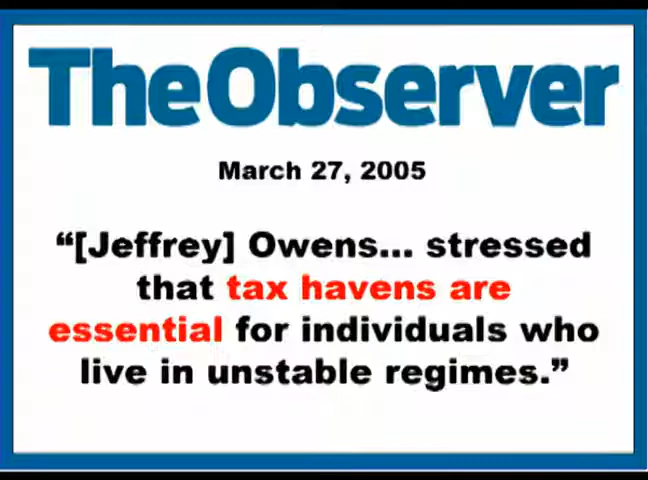 TheObserver
March 27, 2005
“[Jeffrey] Owens... stressed
that tax havens are
essential for individuals who
live in unstable regimes.”